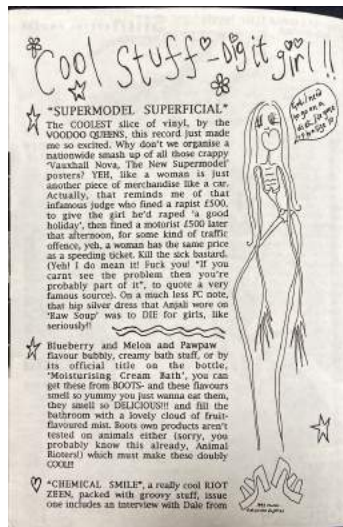 Cool Stuff-Dig it girl!!
"SUPERMODEL SUPERFICIAL"
The COOLEST slice of vinyl, by the
VOODOO QUEENS, this record just made
me so excited. Why don't we organise a
nationwide smash up of all those crappy
'Vauxhall Nova, The New Supermodel'
posters? YEH, like a woman is just
another piece of merchandise like a car.
Actually, that reminds me of that
infamous judge who fined a rapist £500,
to give the girl he'd raped 'a good
holiday', then fined a motorist £500 later
that afternoon, for some kind of traffic
offence, yeh, a woman has the same price
as a speeding ticket. Kill the sick bastard.
(Yeh! I do mean it! Fuck you! "If you
carnt see the problem then you're
probably part of it", to quote a very
famous source). On a much less PC note,
that hip silver dress that Anjali wore on
'Raw Soup' was to DIE for girls, like
seriously!!
Blueberry and Melon and Pawpaw
flavour bubbly, creamy bath stuff, or by
its official title on the bottle,
'Moisturising Cream Bath', you can
get these from BOOTS- and these flavours
smell so yummy you just wanna eat them,
they smell so DELICIOUS!!! and fill the
bathroom with a lovely cloud of fruit-
flavoured mist. Boots own products aren't
tested on animals either (sorry, you
probably know this already, Animal
Rioters!) which must make these doubly
COOL!!
"CHEMICAL SMILE", a really cool RIOT
ZEEN, packed with groovy stuff, issue
one includes an interview with Dale from